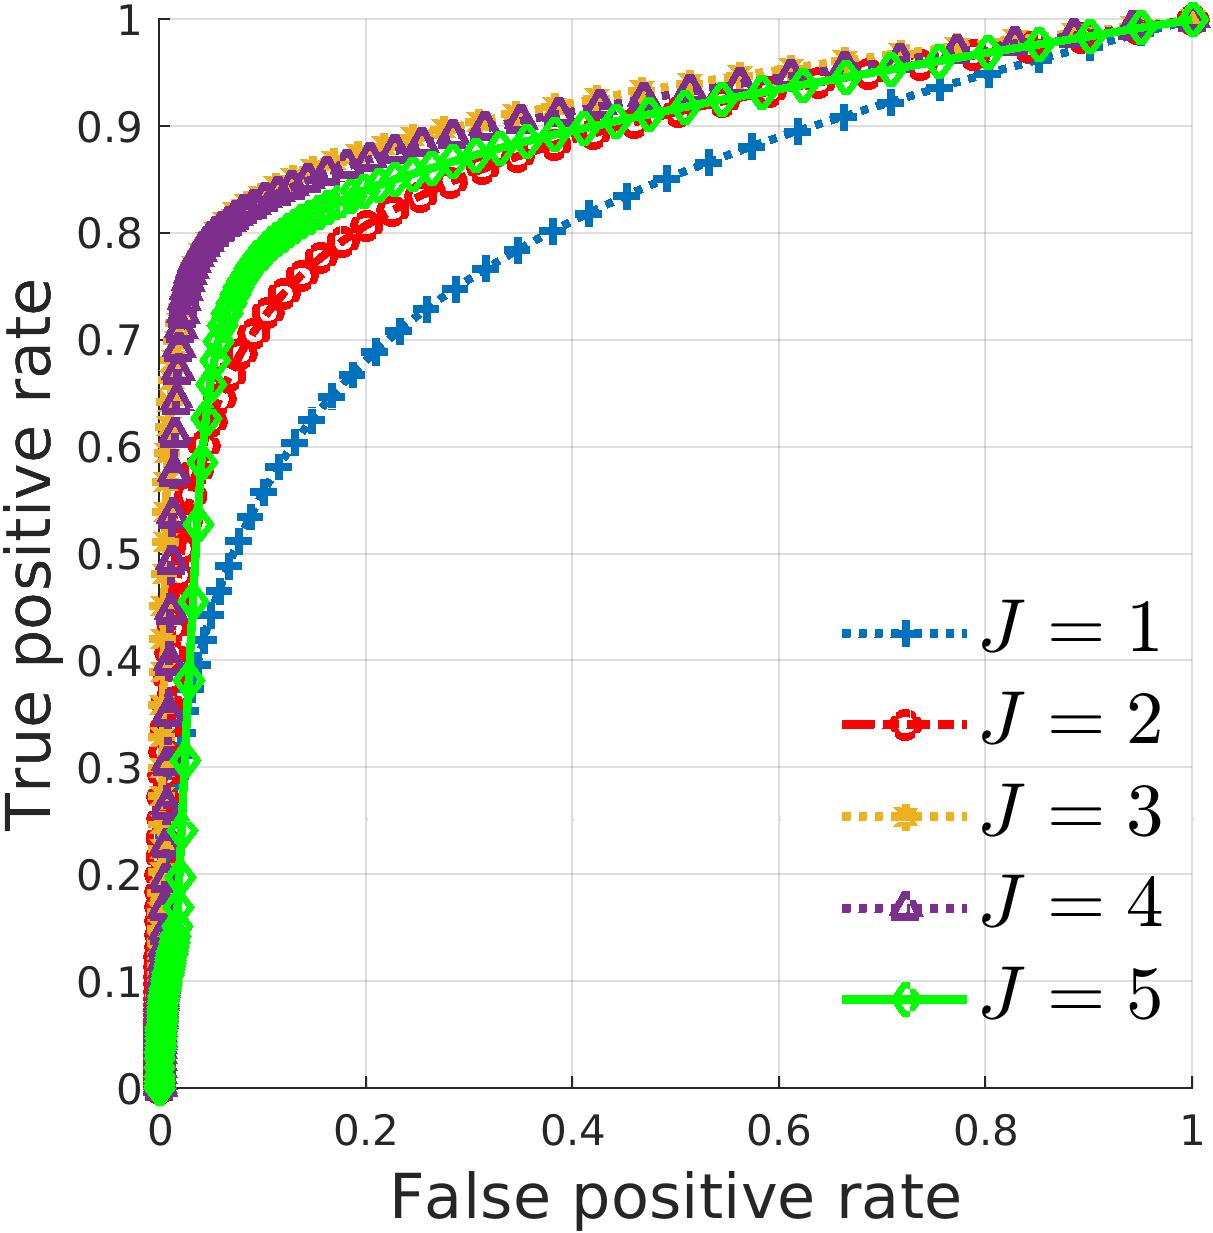 True positive rate
1
0.9
0.8
0.7
0.6
0.5
0.4
0.3
0.2
0.1
0
J = 1
J = 2
J = 3
J = 4
J = 5
0 0.2 0.4 0.6 0.8 1
False positive rate